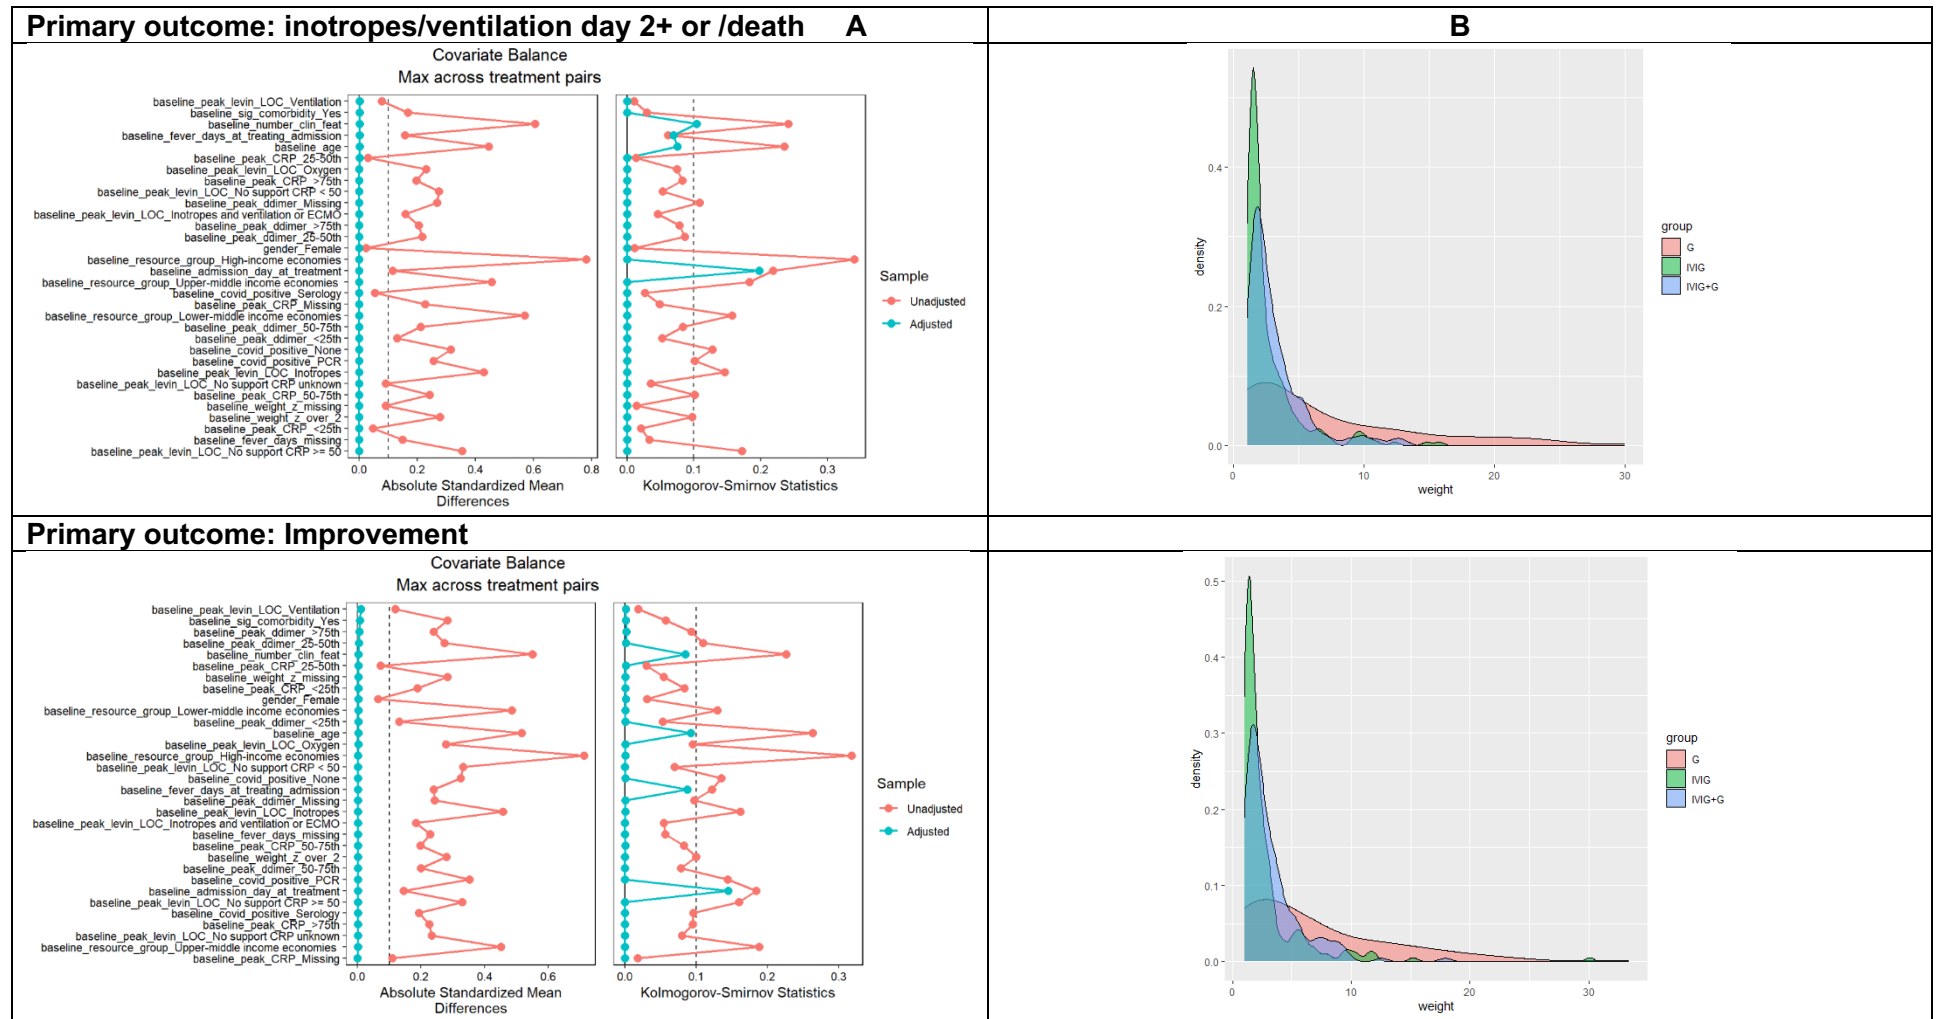 Primary outcome: inotropes/ventilation day 2+ or /death A
B
Covariate Balance
Max across treatment pairs
baseline_peak_levin_LOC_Ventilation
baseline_sig_comorbidity_Yes
baseline_number_clin_feat
baseline_fever_days_at_treating_admission
baseline_age
baseline_peak_CRP_25-50th
baseline_peak_levin_LOC_Oxygen
baseline_peak_CRP_>75th
baseline_peak_levin_LOC_No support CRP < 50
baseline_peak_ddimer_Missing
baseline_peak_levin_LOC_Inotropes and ventilation or ECMO
baseline_peak_ddimer_>75th
baseline_peak_ddimer_25-50th
gender_Female
baseline_resource_group_High-income economies
baseline_admission_day_at_treatment
baseline_resource_group_Upper-middle income economies
baseline_covid_positive_Serology
baseline_peak_CRP_Missing
baseline_resource_group_Lower-middle income economies
baseline_peak_ddimer_50-75th
baseline_peak_ddimer_<25th
baseline_covid_positive_None
baseline_covid_positive_PCR
baseline_peak_levin_LOC_Inotropes
baseline_peak_levin_LOC_No support CRP unknown
baseline_peak_CRP_50-75th
baseline_weight_z_missing
baseline_weight_z_over_2
baseline_peak_CRP_<25th
baseline_fever_days_missing
baseline_peak_levin_LOC_No support CRP >= 50
0.0 0.2 0.4 0.6 0.8
Absolute Standardized Mean
Differences
0.0 0.1 0.2 0.3
Kolmogorov-Smirnov Statistics
Sample
Unadjusted
Adjusted
0.4
0.2
0.0
density
0 10 20 30
weight
group
G
IVIG
IVIG+G
Primary outcome: Improvement
Covariate Balance
Max across treatment pairs
baseline_peak_levin_LOC_Ventilation
baseline_sig_comorbidity_Yes
baseline_peak_ddimer_>75th
baseline_peak_ddimer_25-50th
baseline_number_clin_feat
baseline_peak_CRP_25-50th
baseline_weight_z_missing
baseline_peak_CRP_<25th
gender_Female
baseline_resource_group_Lower-middle income economies
baseline_peak_ddimer_<25th
baseline_age
baseline_peak_levin_LOC_Oxygen
baseline_resource_group_High-income economies
baseline_peak_levin_LOC_No support CRP < 50
baseline_covid_positive_None
baseline_fever_days_at_treating_admission
baseline_peak_ddimer_Missing
baseline_peak_levin_LOC_Inotropes
baseline_peak_levin_LOC_Inotropes and ventilation or ECMO
baseline_fever_days_missing
baseline_peak_CRP_50-75th
baseline_weight_z_over_2
baseline_peak_ddimer_50-75th
baseline_covid_positive_PCR
baseline_admission_day_at_treatment
baseline_peak_levin_LOC_No support CRP >= 50
baseline_covid_positive_Serology
baseline_peak_CRP_>75th
baseline_peak_levin_LOC_No support CRP unknown
baseline_resource_group_Upper-middle income economies
baseline_peak_CRP_Missing
0.0 0.2 0.4 0.6
Absolute Standardized Mean
Differences
0.0 0.1 0.2 0.3
Kolmogorov-Smirnov Statistics
Sample
Unadjusted
Adjusted
0.5
0.4
0.3
0.2
0.1
0.0
density
0 10 20 30
weight
group
G
IVIG
IVIG+G